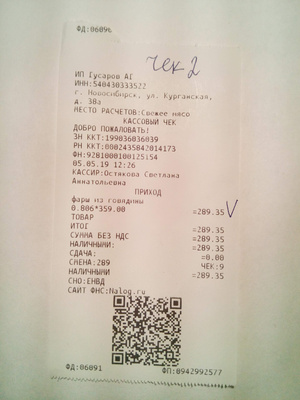 ФД:06090
чек 2
ИП Гусаров АГ
ИНН:540430333522
г. Новосибирск, ул. Курганская,
д. 38а
МЕСТО РАСЧЕТОВ:Свежее мясо
КАССОВЫЙ ЧЕК
ДОБРО ПОЖАЛОВАТЬ!
ЗН ККТ:199036036039
РН ККТ:0002435842014173
ФН:9281000100125154
05.05.19 12:26
КАССИР:Остякова Светлана
Аннатольевна
ПРИХОД
фарш из говядины
0.806*359.00 =289.35
ТОВАР
ИТОГ =289.35
СУММА БЕЗ НДС =289.35
НАЛИЧНЫМИ: =289.35
СДАЧА: =0.00
СМЕНА:289 ЧЕК:9
НАЛИЧНЫМИ =289.35
СНО:ЕНВД
САЙТ ФНС:Nalog.ru
ФД:06091 ФП:0942992577